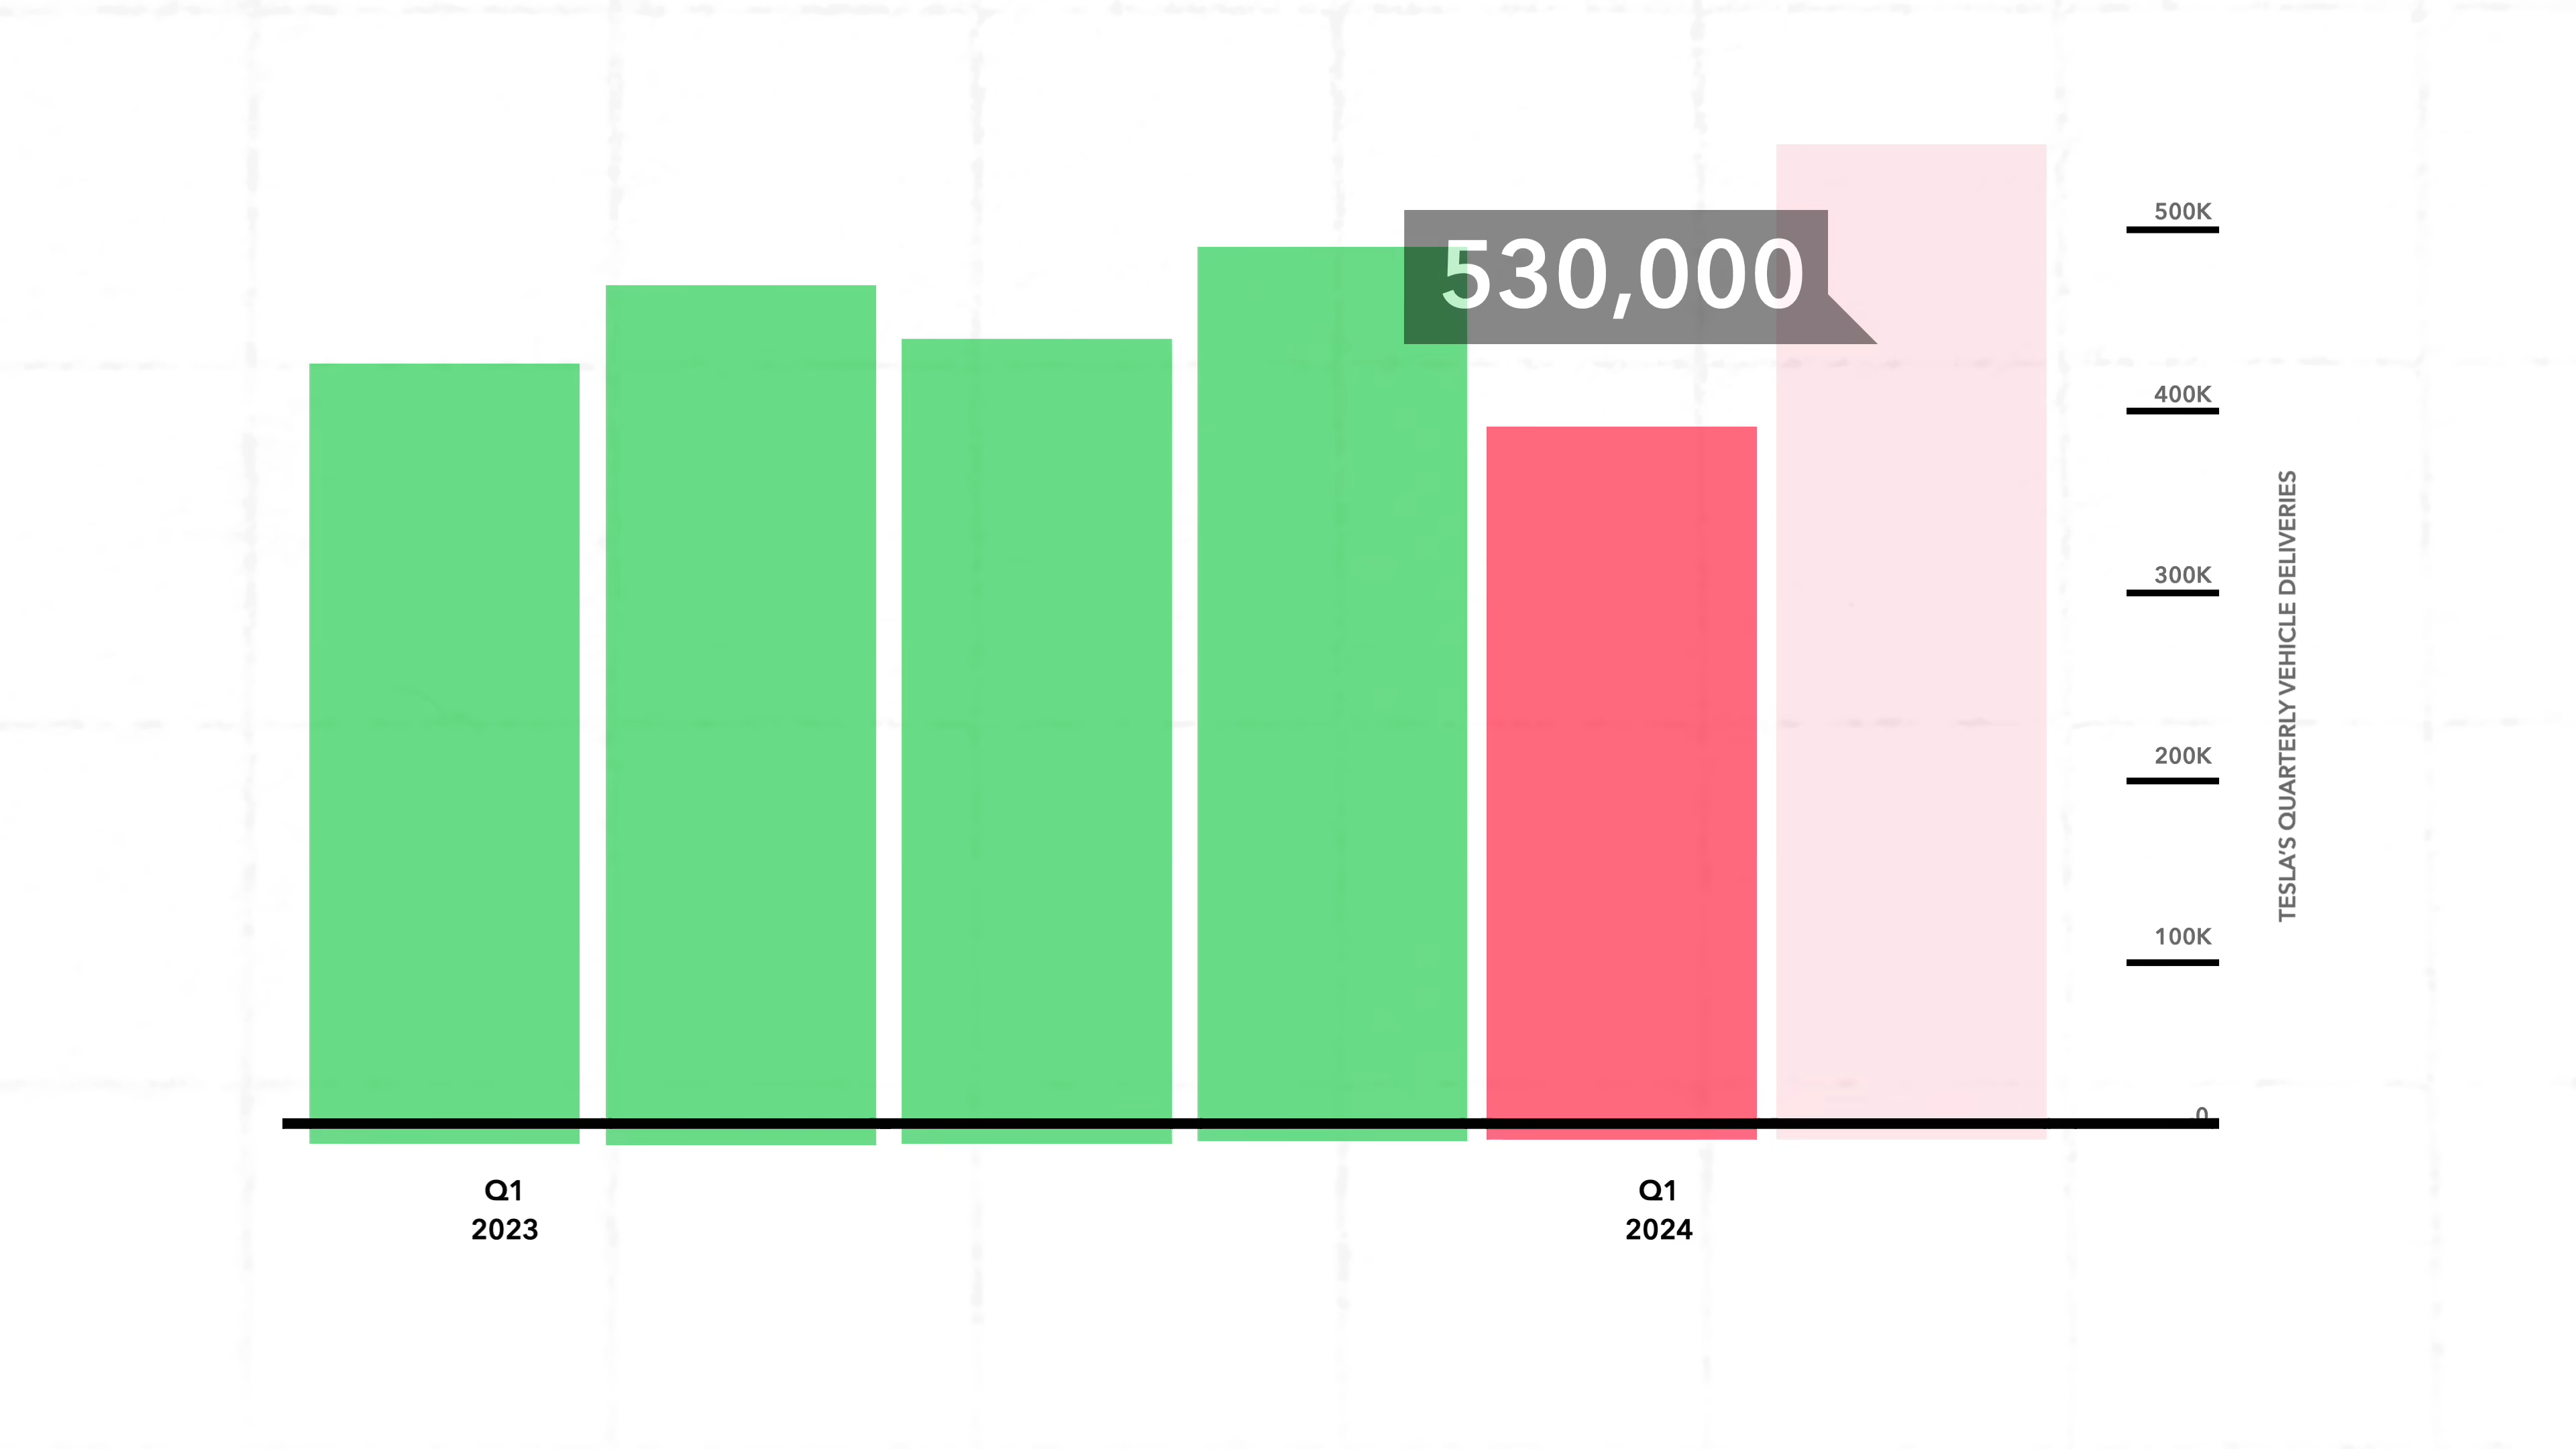 530,000
500K
400K
300K
200K
100K
0
TESLA'S QUARTERLY VEHICLE DELIVERIES
Q1
2023
Q1
2024